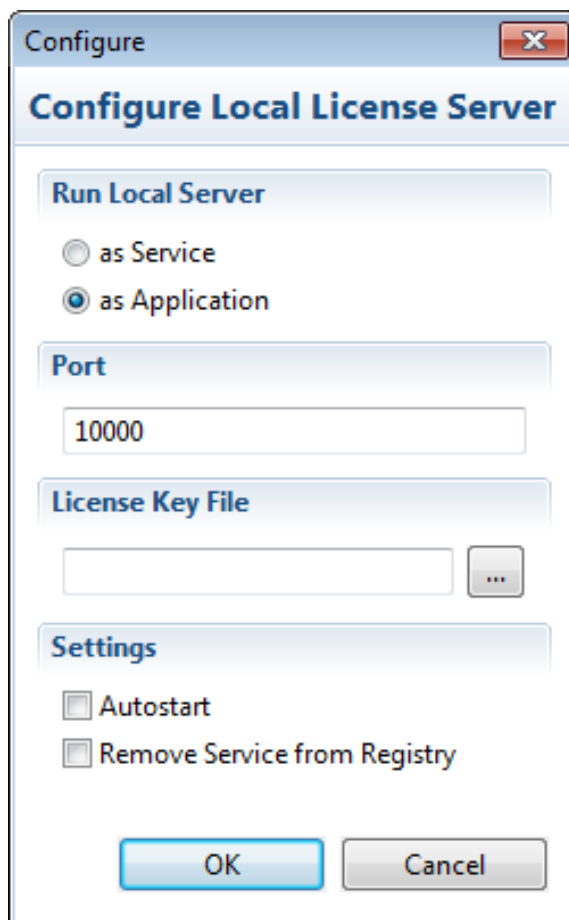 Configure
Configure Local License Server
Run Local Server
as Service
as Application
Port
10000
License Key File
...
Settings
Autostart
Remove Service from Registry
OK Cancel